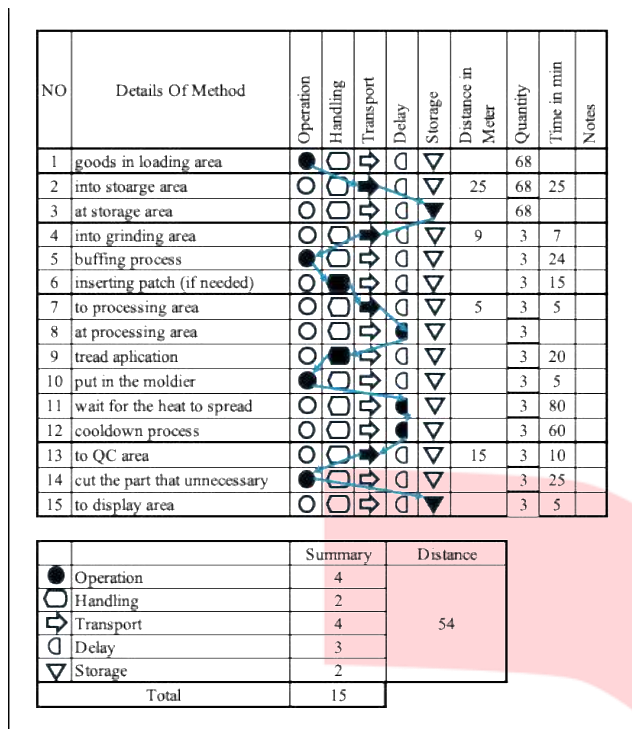 NO Details Of Method Operation Handling Transport Delay Storage Distance in Meter Quantity Time in min Notes
1 goods in loading area 68
2 into stoarge area 25 68 25
3 at storage area 68
4 into grinding area 9 3 7
5 buffing process 3 24
6 inserting patch (if needed) 3 15
7 to processing area 5 3 5
8 at processing area 3
9 tread aplication 3 20
10 put in the moldier 3 5
11 wait for the heat to spread 3 80
12 cooldown process 3 60
13 to QC area 15 3 10
14 cut the part that unnecessary 3 25
15 to display area 3 5
Summary Distance
Operation 4
Handling 2
Transport 4 54
Delay 3
Storage 2
Total 15